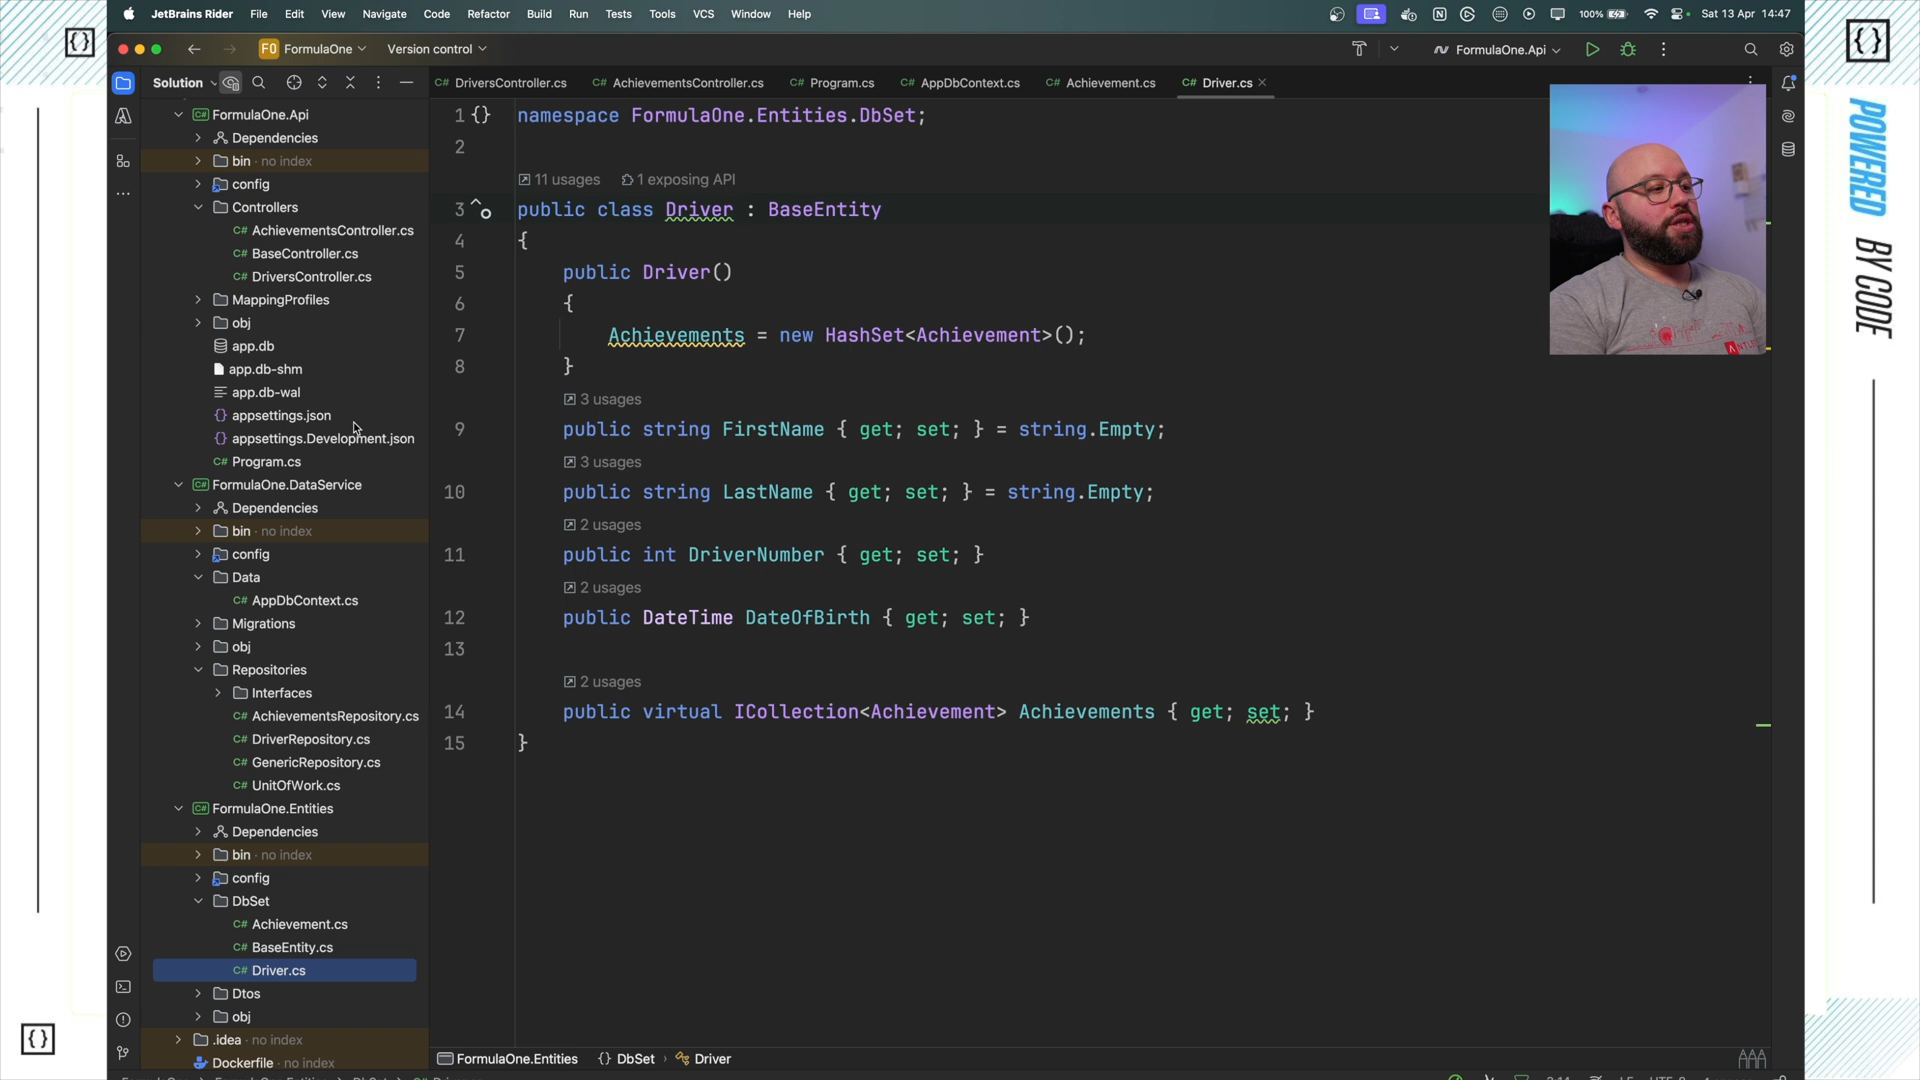 JetBrains Rider File Edit View Navigate Code Refactor Build Run Tests Tools VCS Window Help
100% Sat 13 Apr 14:47
F0 FormulaOne Version control
FormulaOne.Api
Solution
DriversController.cs AchievementsController.cs Program.cs AppDbContext.cs Achievement.cs Driver.cs
FormulaOne.Api
Dependencies
bin · no index
config
Controllers
C# AchievementsController.cs
C# BaseController.cs
C# DriversController.cs
MappingProfiles
obj
app.db
app.db-shm
app.db-wal
{} appsettings.json
{} appsettings.Development.json
C# Program.cs
C# FormulaOne.DataService
Dependencies
bin · no index
config
Data
C# AppDbContext.cs
Migrations
obj
Repositories
Interfaces
C# AchievementsRepository.cs
C# DriverRepository.cs
C# GenericRepository.cs
C# UnitOfWork.cs
C# FormulaOne.Entities
Dependencies
bin · no index
config
DbSet
C# Achievement.cs
C# BaseEntity.cs
C# Driver.cs
Dtos
obj
.idea · no index
Dockerfile · no index
1 {} namespace FormulaOne.Entities.DbSet;
2
11 usages 1 exposing API
3 public class Driver : BaseEntity
4 {
5 public Driver()
6 {
7 Achievements = new HashSet<Achievement>();
8 }
3 usages
9 public string FirstName { get; set; } = string.Empty;
3 usages
10 public string LastName { get; set; } = string.Empty;
2 usages
11 public int DriverNumber { get; set; }
2 usages
12 public DateTime DateOfBirth { get; set; }
13
2 usages
14 public virtual ICollection<Achievement> Achievements { get; set; }
15 }
FormulaOne.Entities {} DbSet › Driver
POWERED BY CODE
{}
{}
{}